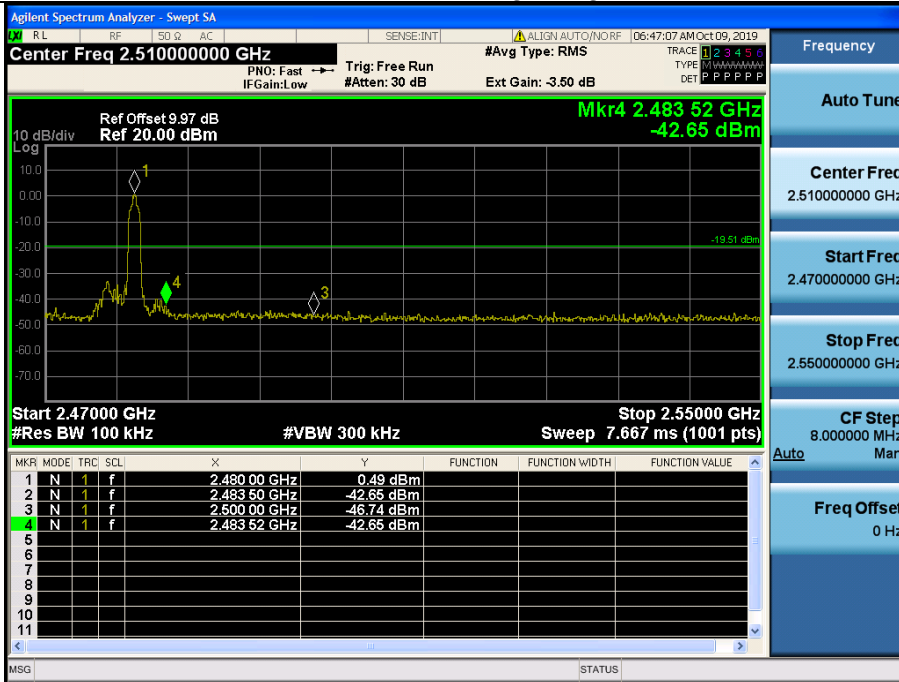 Agilent Spectrum Analyzer - Swept SA
LXI RL RF 50 Ω AC SENSE:INT ALIGN AUTO/NO RF 06:47:07 AM Oct 09, 2019
Center Freq 2.510000000 GHz #Avg Type: RMS TRACE 1 2 3 4 5 6
PNO: Fast Trig: Free Run TYPE M WWWWW
IFGain:Low #Atten: 30 dB Ext Gain: -3.50 dB DET P P P P P P
Mkr4 2.483 52 GHz
-42.65 dBm
Ref Offset 9.97 dB
10 dB/div Ref 20.00 dBm
Log
10.0
0.00
-10.0
-20.0
-30.0
-40.0
-50.0
-60.0
-70.0
1
4
3
-19.51 dBm
Start 2.47000 GHz Stop 2.55000 GHz
#Res BW 100 kHz #VBW 300 kHz Sweep 7.667 ms (1001 pts)
MKR MODE TRC SCL X Y FUNCTION FUNCTION WIDTH FUNCTION VALUE
1 N 1 f 2.480 00 GHz 0.49 dBm
2 N 1 f 2.483 50 GHz -42.65 dBm
3 N 1 f 2.500 00 GHz -46.74 dBm
4 N 1 f 2.483 52 GHz -42.65 dBm
5
6
7
8
9
10
11
MSG STATUS
Frequency
Auto Tune
Center Freq
2.510000000 GHz
Start Freq
2.470000000 GHz
Stop Freq
2.550000000 GHz
CF Step
8.000000 MHz
Auto Man
Freq Offset
0 Hz